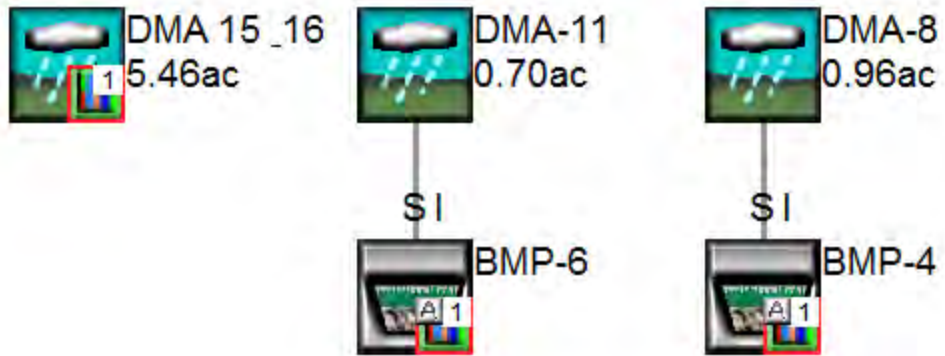 DMA 15 _16
5.46ac
1
DMA-11
0.70ac
S I
BMP-6
A 1
DMA-8
0.96ac
S I
BMP-4
A 1